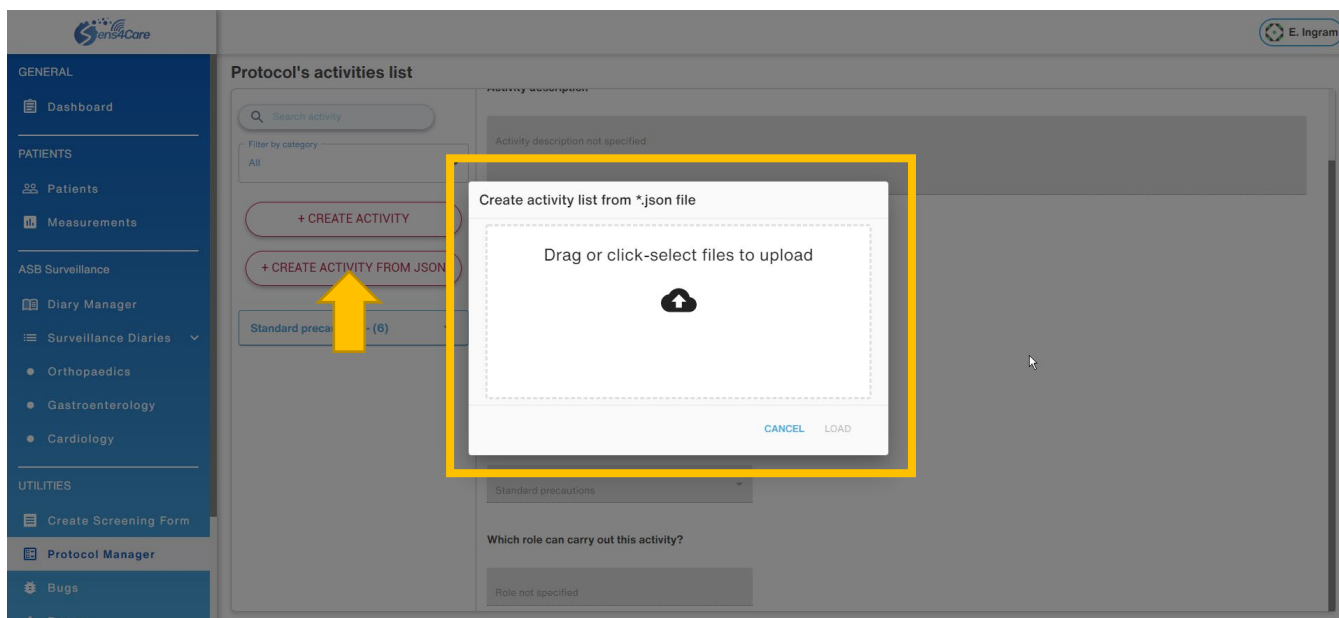 Sens4Care
E. Ingram
GENERAL
Dashboard
PATIENTS
Patients
Measurements
ASB Surveillance
Diary Manager
Surveillance Diaries
Orthopaedics
Gastroenterology
Cardiology
UTILITIES
Create Screening Form
Protocol Manager
Bugs
Protocol's activities list
Search activity
Filter by category
All
+ CREATE ACTIVITY
+ CREATE ACTIVITY FROM JSON
Standard - (6)
Activity description
Activity description not specified
Create activity list from *.json file
Drag or click-select files to upload
CANCEL LOAD
Standard precautions
Which role can carry out this activity?
Role not specified